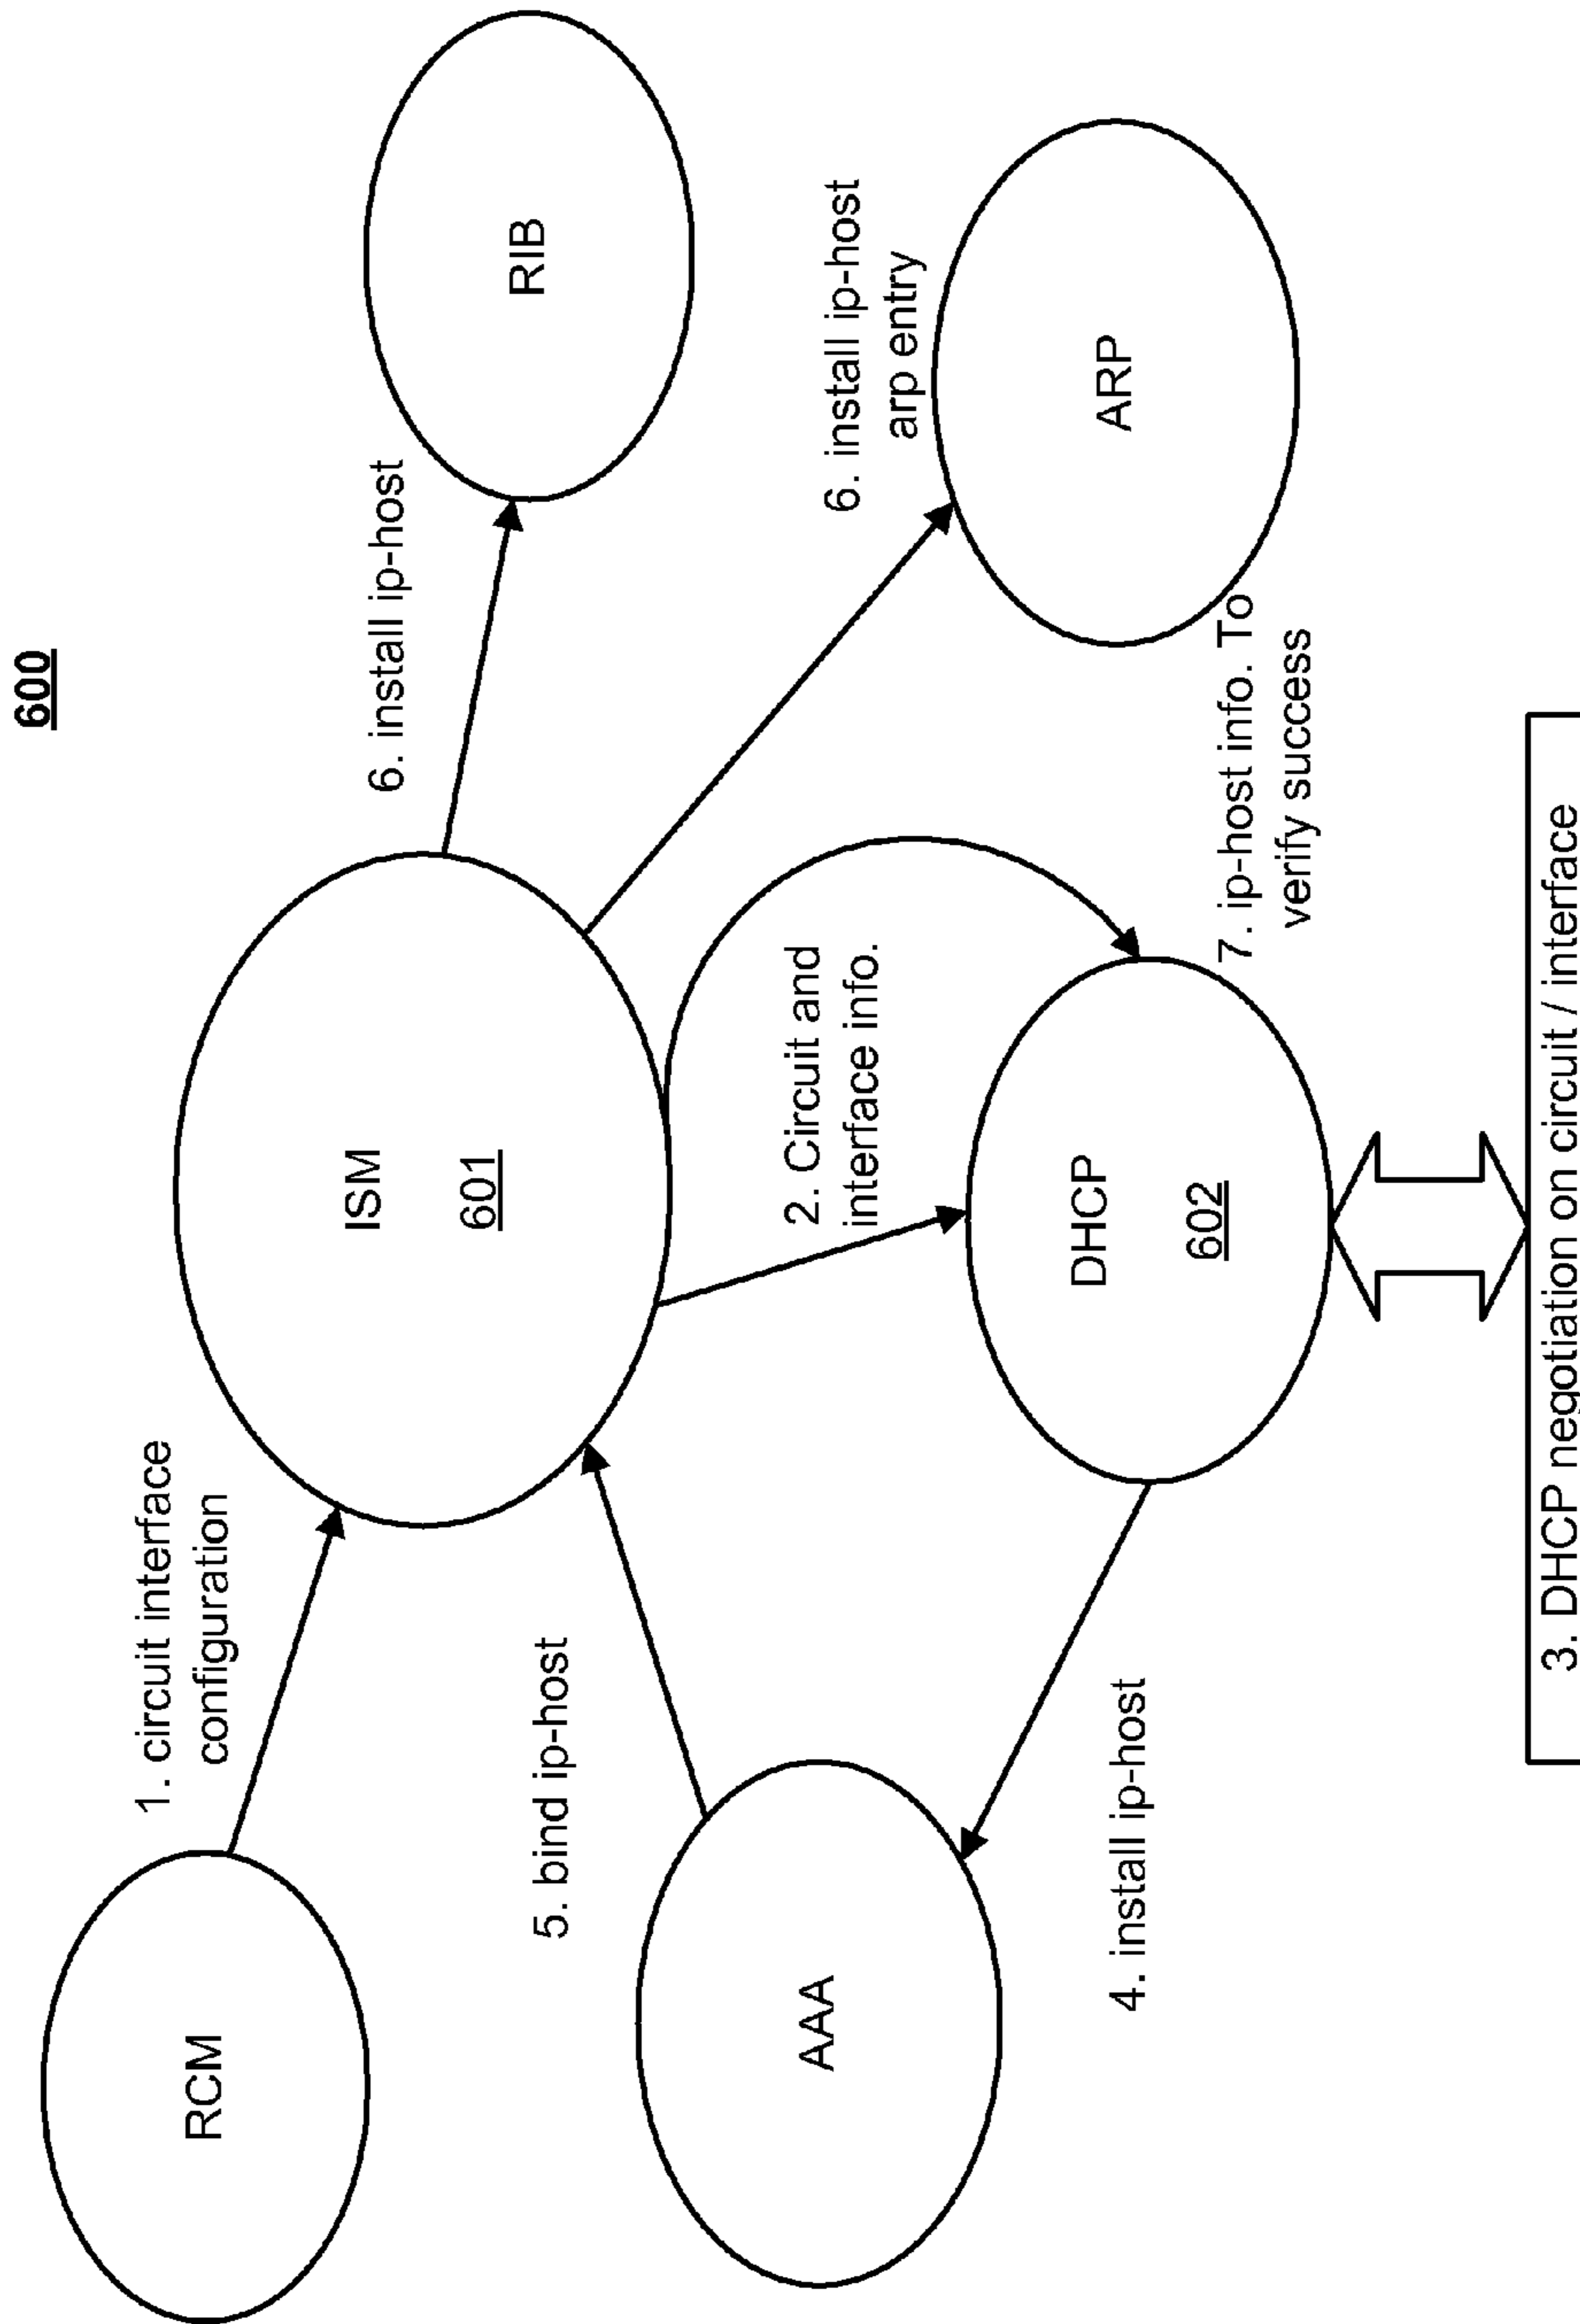 600
RCM
1. circuit interface
configuration
ISM
601
6. install ip-host
RIB
5. bind ip-host
2. Circuit and
interface info.
6. install ip-host
arp entry
AAA
DHCP
602
ARP
4. install ip-host
7. ip-host info. To
verify success
3. DHCP negotiation on circuit / interface